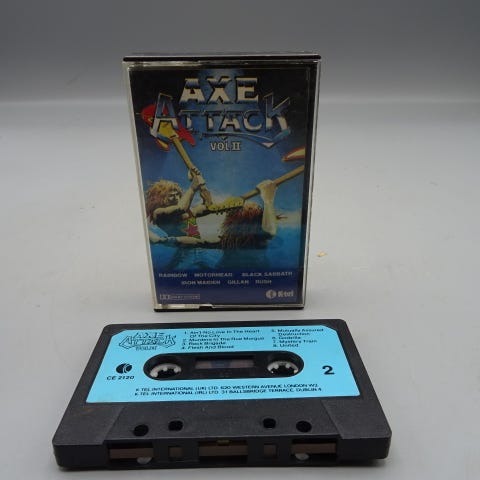 AXE
ATTACK
VOL II
RAINBOW MOTORHEAD BLACK SABBATH
IRON MAIDEN GILLAN RUSH
K-tel
AXE
ATTACK
VOL II
K
CE 2120
1. Ain't No Love In The Heart
Of The City
2. Murders In The Rue Morgue
3. Rock Brigade
4. Flesh And Blood
5. Mutually Assured
Destruction
6. Godzilla
7. Mystery Train
8. United
2
K-TEL INTERNATIONAL (UK) LTD. 620 WESTERN AVENUE LONDON W3.
K-TEL INTERNATIONAL (IRL) LTD. 31 BALLSBRIDGE TERRACE, DUBLIN 4.